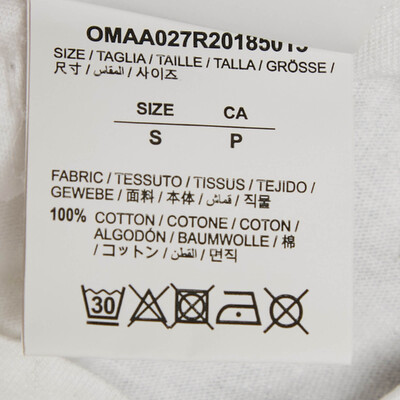 OMAA027R20185015
SIZE / TAGLIA / TAILLE / TALLA / GRÖSSE /
尺寸 / المقاس / 사이즈
SIZE CA
S P
FABRIC / TESSUTO / TISSUS / TEJIDO /
GEWEBE / 面料 / 本体 / قماش / 직물
100% COTTON / COTONE / COTON /
ALGODÓN / BAUMWOLLE / 棉
/ コットン / القطن / 면직
30